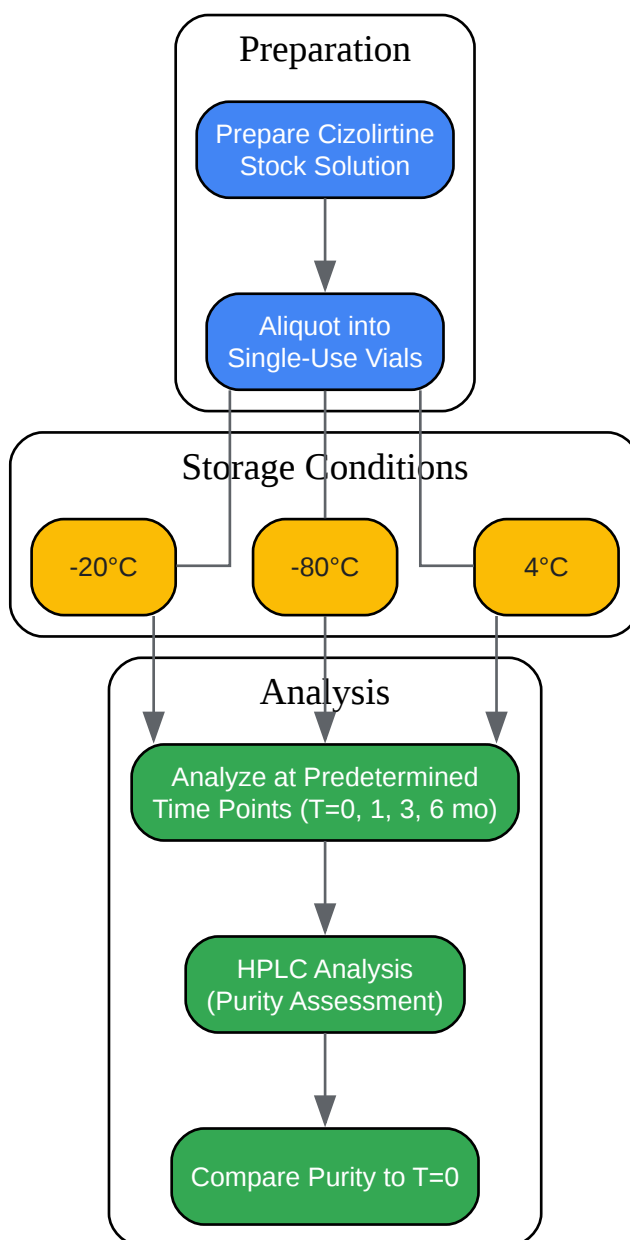 Preparation
Prepare Cizolirtine
Stock Solution
Aliquot into
Single-Use Vials
Storage Conditions
-20°C
-80°C
4°C
Analysis
Analyze at Predetermined
Time Points (T=0, 1, 3, 6 mo)
HPLC Analysis
(Purity Assessment)
Compare Purity to T=0